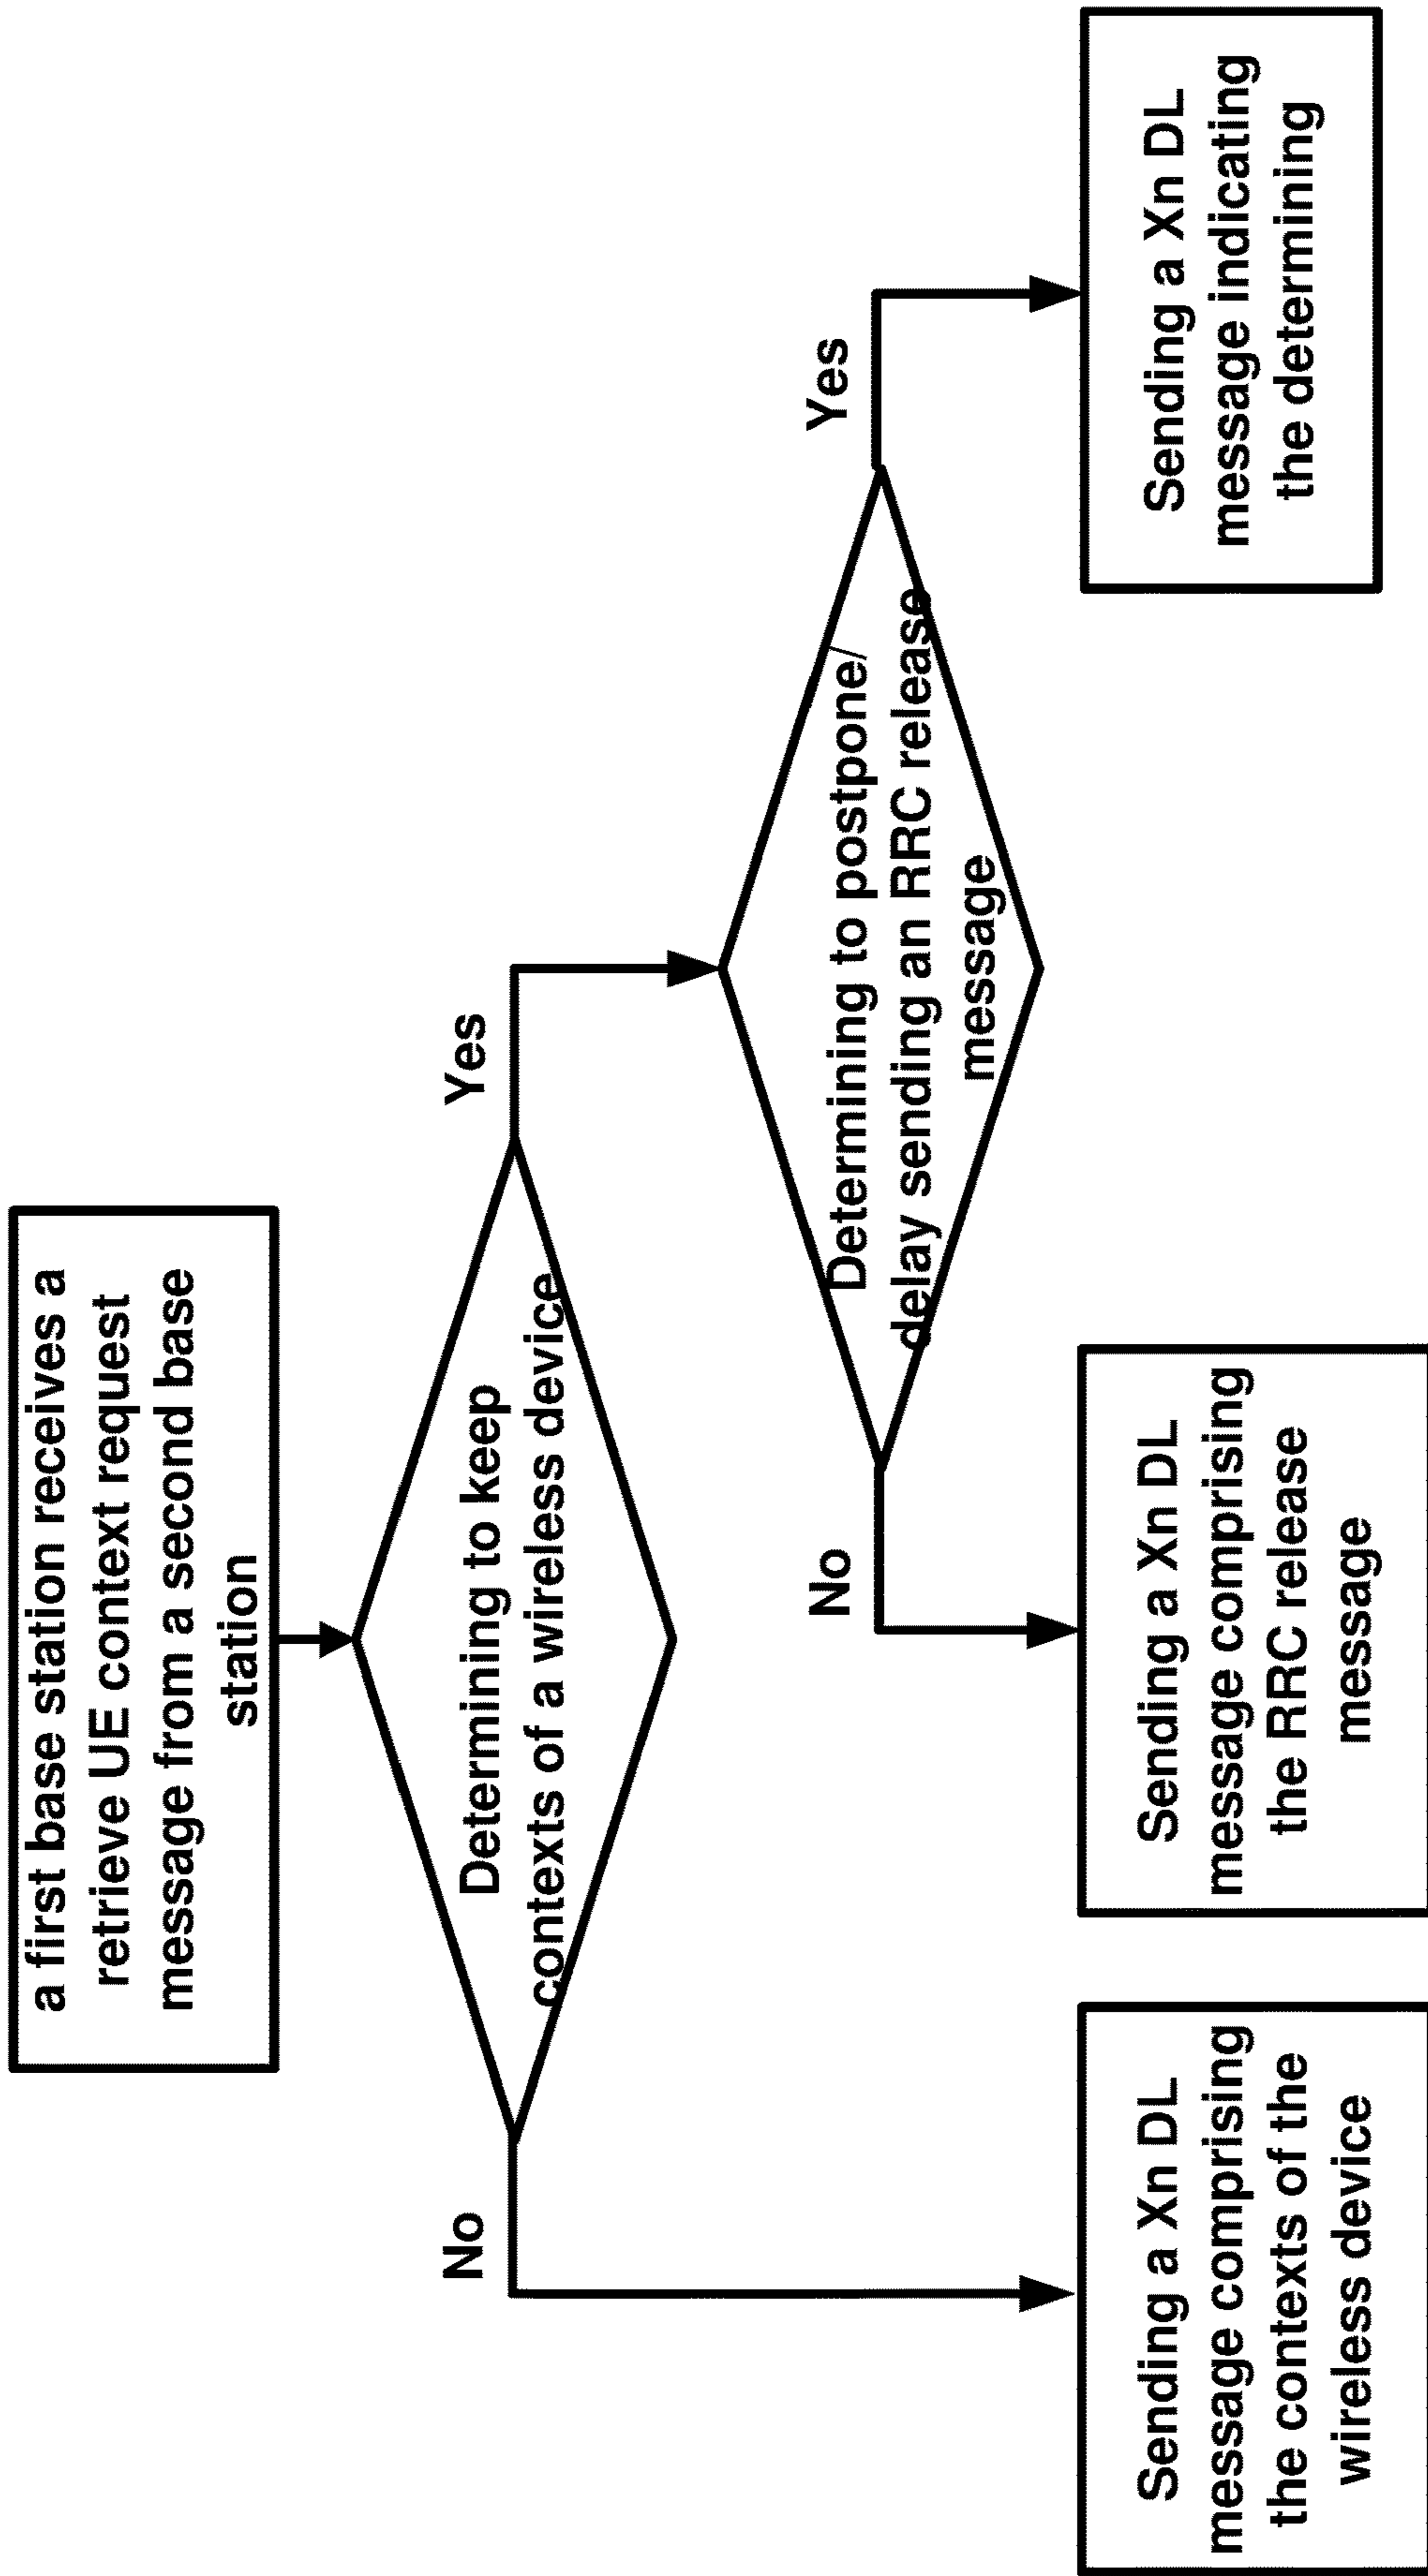 a first base station receives a
retrieve UE context request
message from a second base
station
Determining to keep
contexts of a wireless device
No
Yes
Determining to postpone/
delay sending an RRC release
message
No
Yes
Sending a Xn DL
message comprising
the contexts of the
wireless device
Sending a Xn DL
message comprising
the RRC release
message
Sending a Xn DL
message indicating
the determining